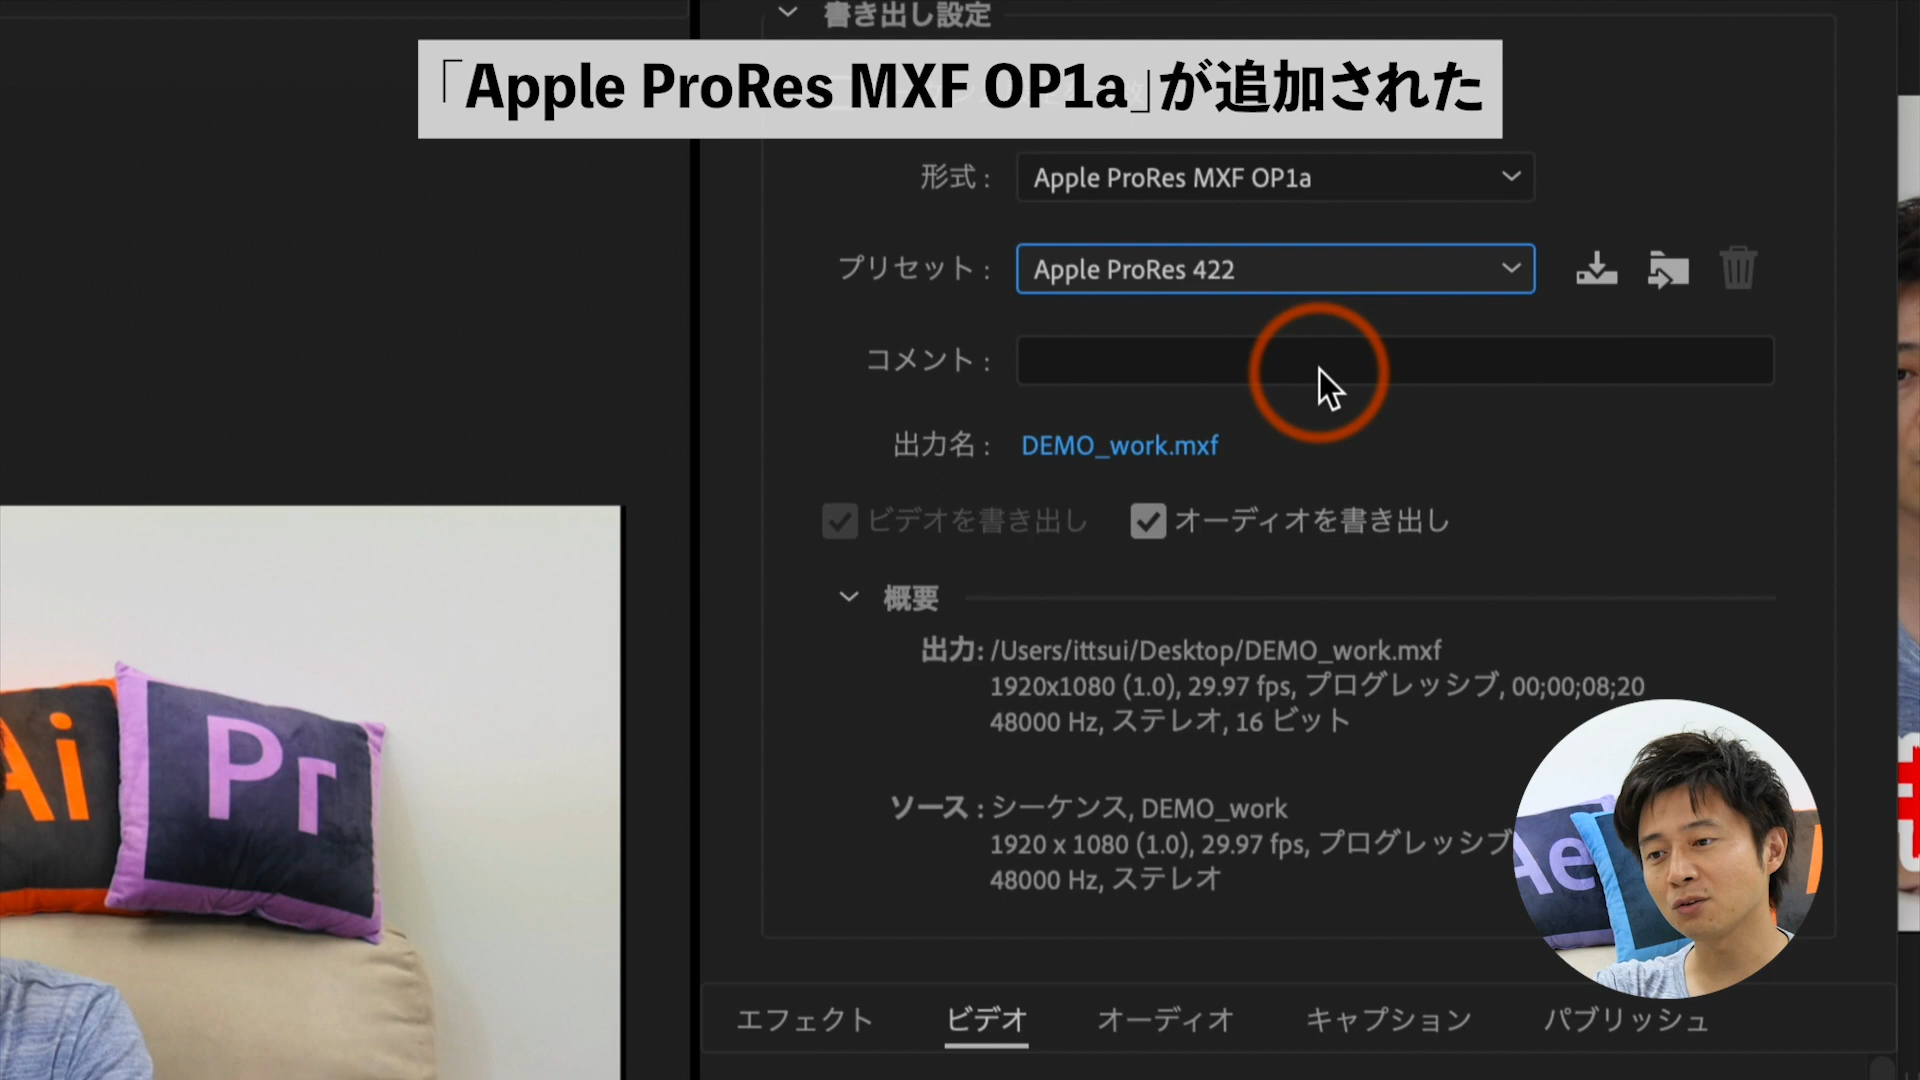 書き出し設定
「Apple ProRes MXF OP1a」が追加された
形式 : Apple ProRes MXF OP1a
プリセット : Apple ProRes 422
コメント :
出力名 : DEMO_work.mxf
ビデオを書き出し オーディオを書き出し
概要
出力: /Users/ittsui/Desktop/DEMO_work.mxf
1920x1080 (1.0), 29.97 fps, プログレッシブ, 00;00;08;20
48000 Hz, ステレオ, 16 ビット
ソース : シーケンス, DEMO_work
1920 x 1080 (1.0), 29.97 fps, プログレッシブ
48000 Hz, ステレオ
Ai
Pr
Ae
エフェクト ビデオ オーディオ キャプション パブリッシュ